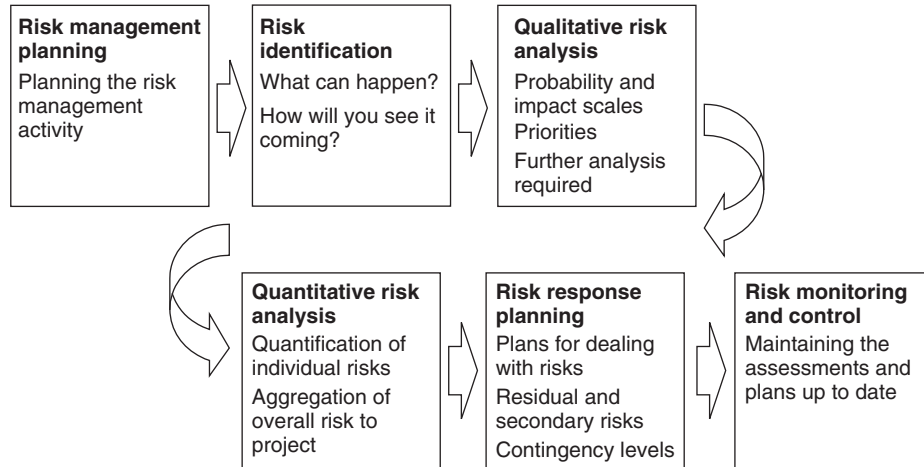 Risk management
planning
Planning the risk
management
activity
Risk
identification
What can happen?
How will you see it
coming?
Qualitative risk
analysis
Probability and
impact scales
Priorities
Further analysis
required
Quantitative risk
analysis
Quantification of
individual risks
Aggregation of
overall risk to
project
Risk response
planning
Plans for dealing
with risks
Residual and
secondary risks
Contingency levels
Risk monitoring
and control
Maintaining the
assessments and
plans up to date